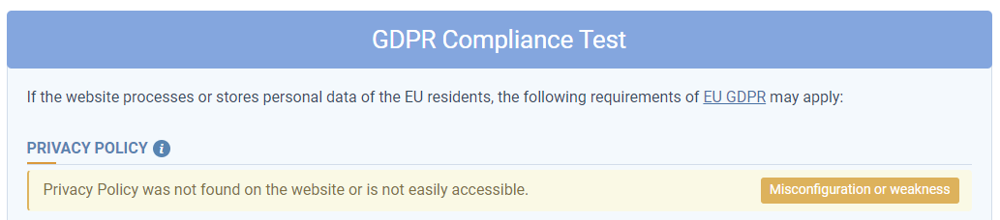 GDPR Compliance Test
If the website processes or stores personal data of the EU residents, the following requirements of EU GDPR may apply:
PRIVACY POLICY i
Privacy Policy was not found on the website or is not easily accessible. Misconfiguration or weakness